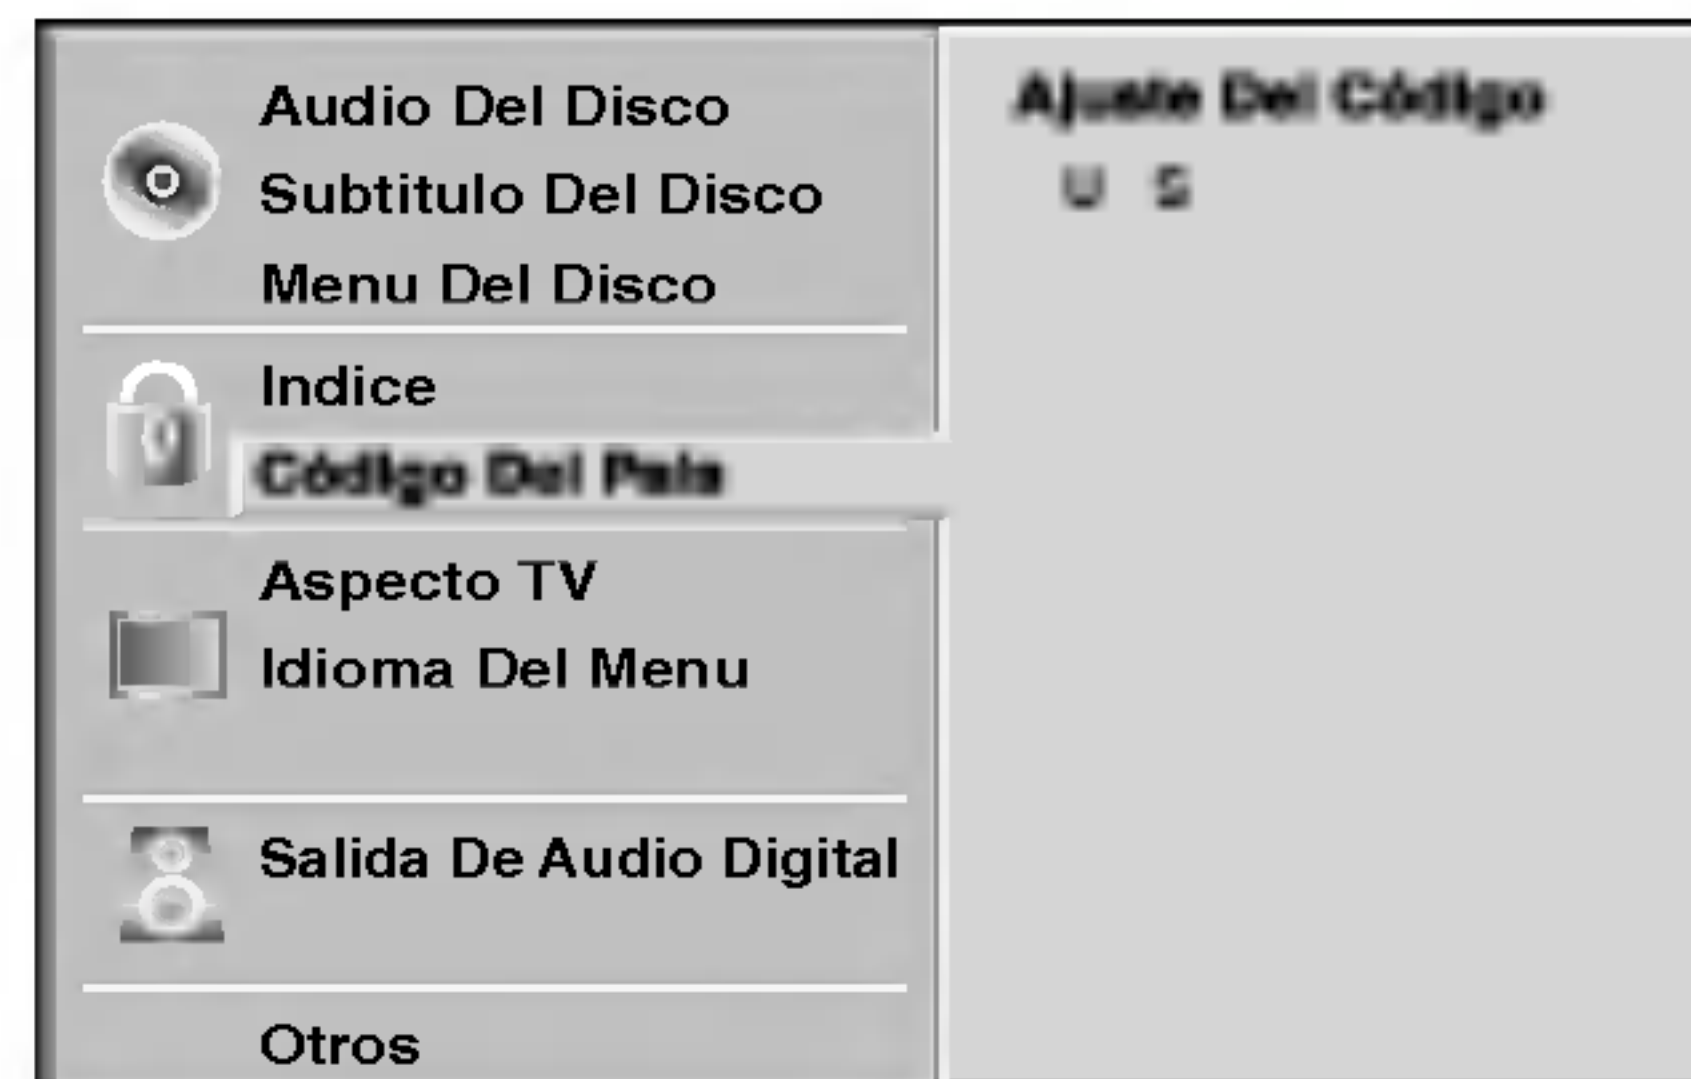 Audio Del Disco
Subtitulo Del Disco
Menu Del Disco
Indice
Código Del Pais
Aspecto TV
Idioma Del Menu
Salida De Audio Digital
Otros
Ajuste Del Código
U S